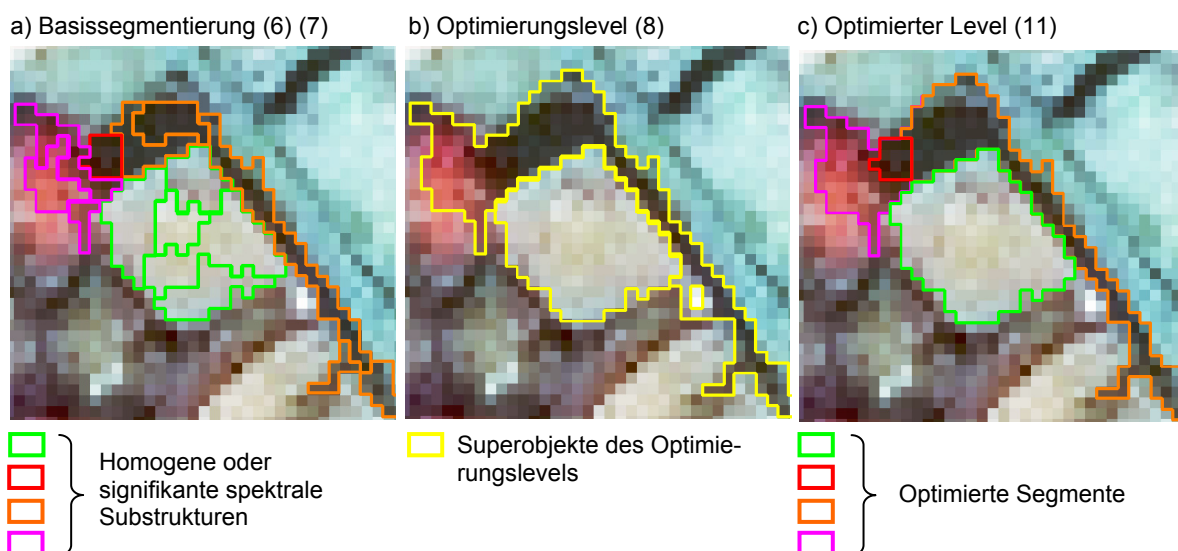 a) Basissegmentierung (6) (7)
b) Optimierungslevel (8)
c) Optimierter Level (11)
Homogene oder
signifikante spektrale
Substrukturen
Superobjekte des Optimie-
rungslevels
Optimierte Segmente